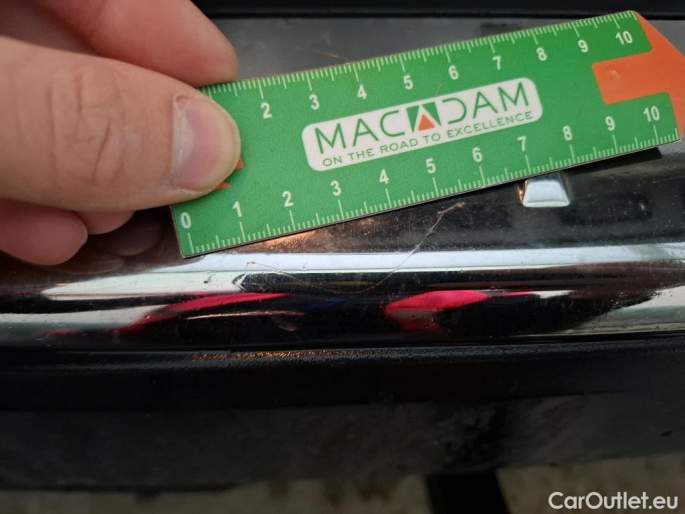 2 3 4 5 6 7 8 9 10
MACADAM
ON THE ROAD TO EXCELLENCE
0 1 2 3 4 5 6 7 8 9 10
CarOutlet.eu